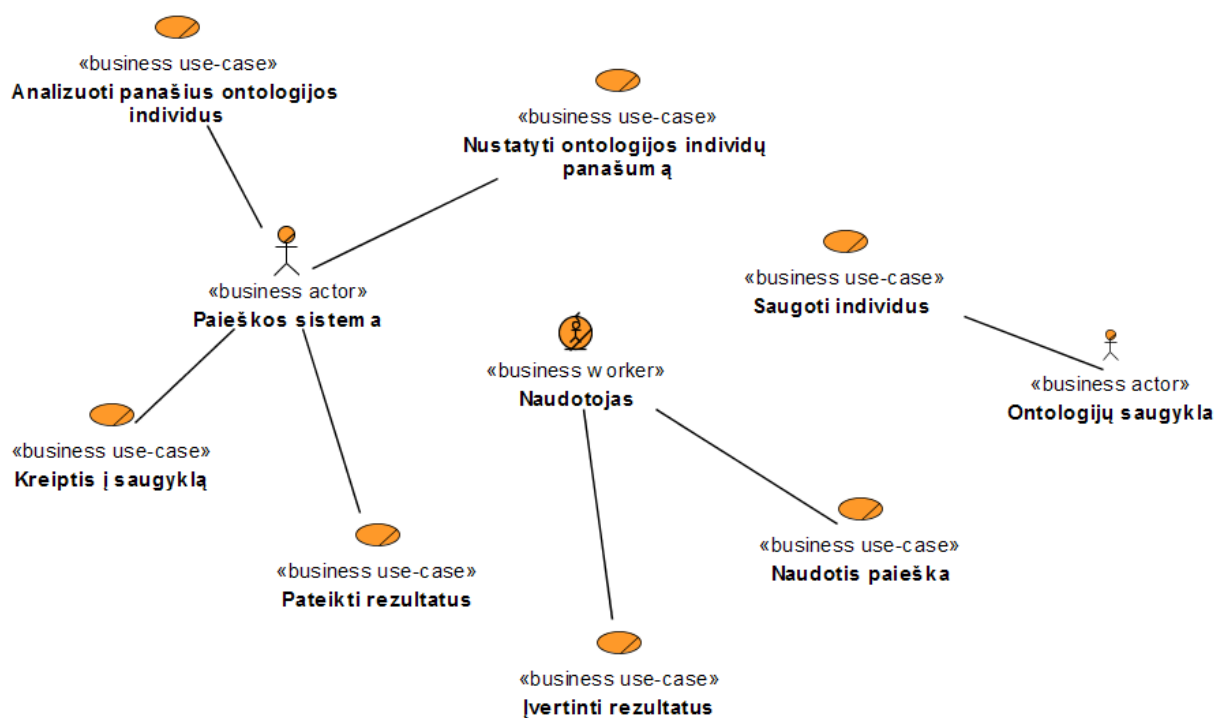 «business use-case»
Analizuoti panašius ontologijos
individus
«business use-case»
Nustatyti ontologijos individų
panašumą
«business actor»
Paieškos sistema
«business use-case»
Saugoti individus
«business worker»
Naudotojas
«business actor»
Ontologijų saugykla
«business use-case»
Kreiptis į saugyklą
«business use-case»
Pateikti rezultatus
«business use-case»
Naudotis paieška
«business use-case»
Įvertinti rezultatus